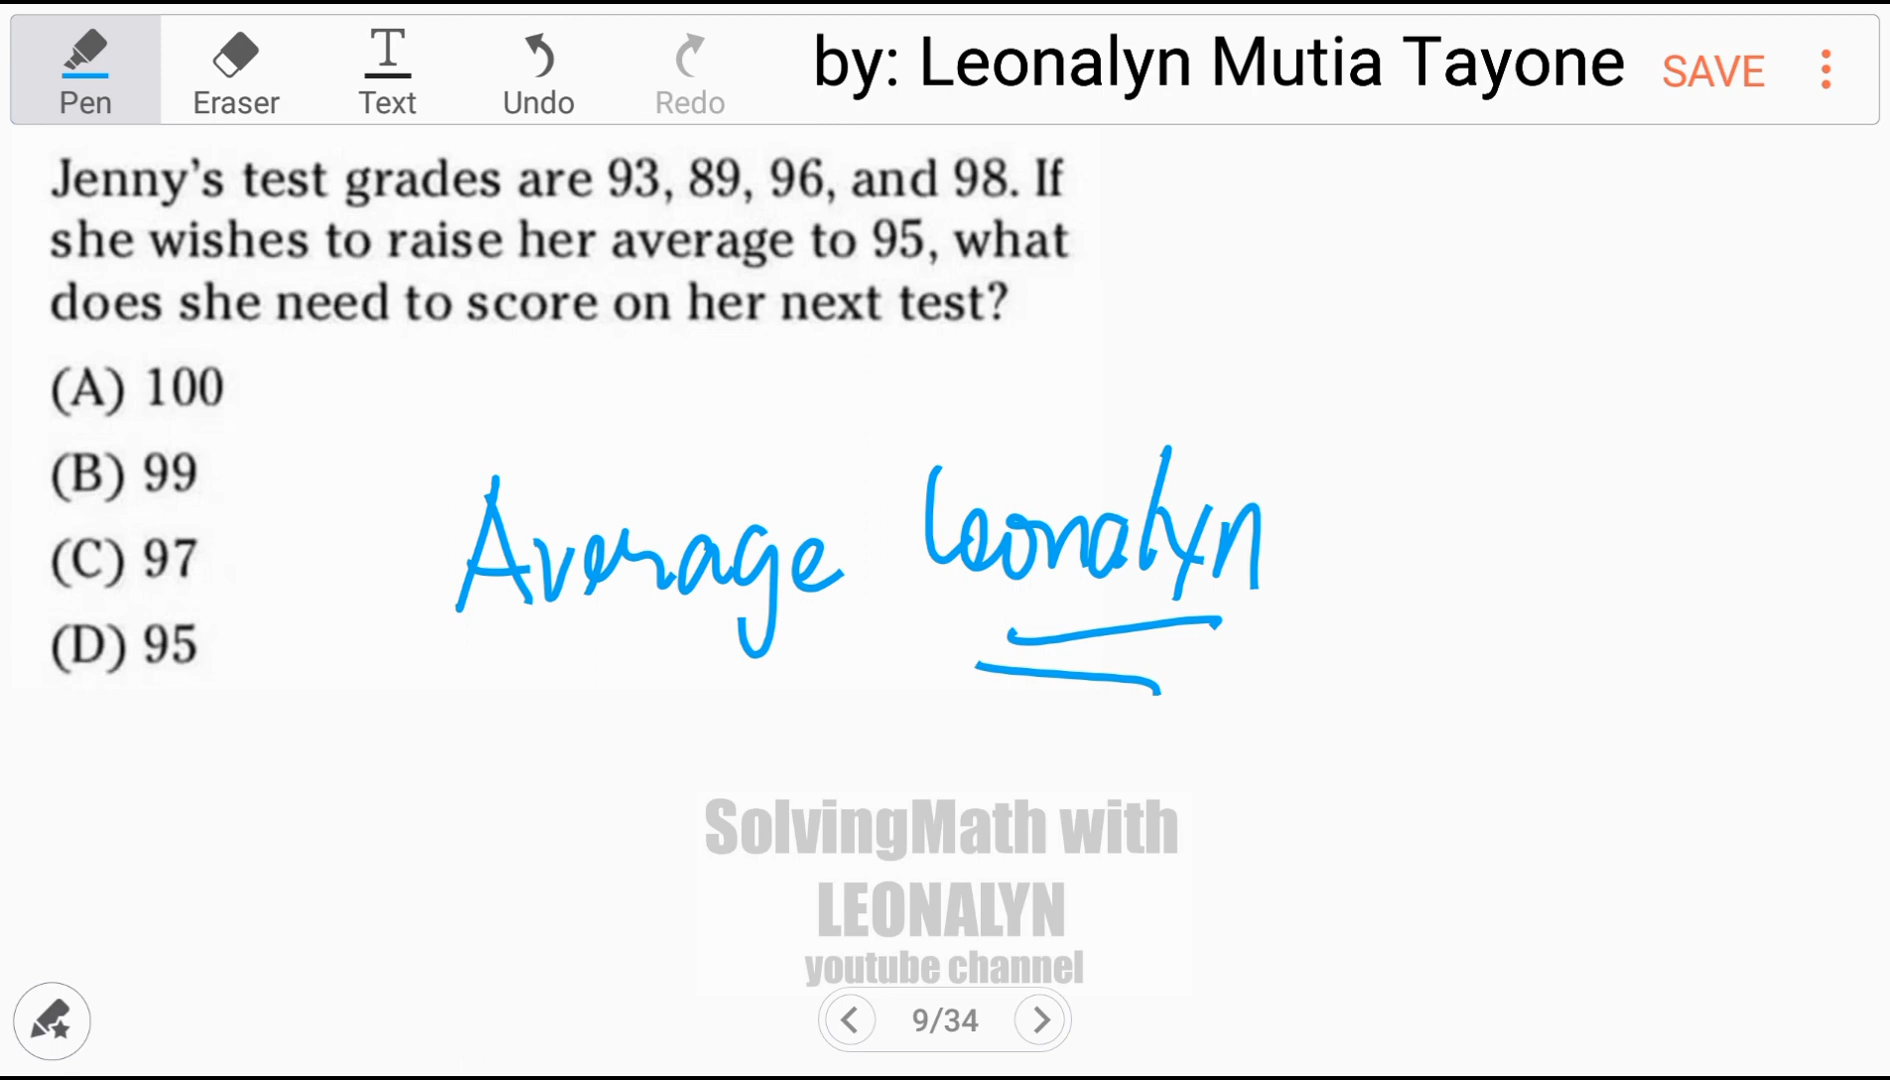 Pen Eraser Text Undo Redo by: Leonalyn Mutia Tayone SAVE
Jenny's test grades are 93, 89, 96, and 98. If
she wishes to raise her average to 95, what
does she need to score on her next test?
(A) 100
(B) 99
(C) 97
(D) 95
Average Leonalyn
SolvingMath with
LEONALYN
youtube channel
9/34